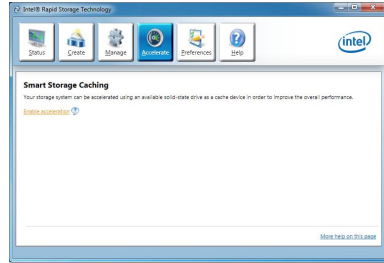 Intel® Rapid Storage Technology
Status
Create
Manage
Accelerate
Preferences
Help
intel
Smart Storage Caching
Your storage system can be accelerated using an available solid-state drive as a cache device in order to improve the overall performance.
Enable acceleration
More help on this page